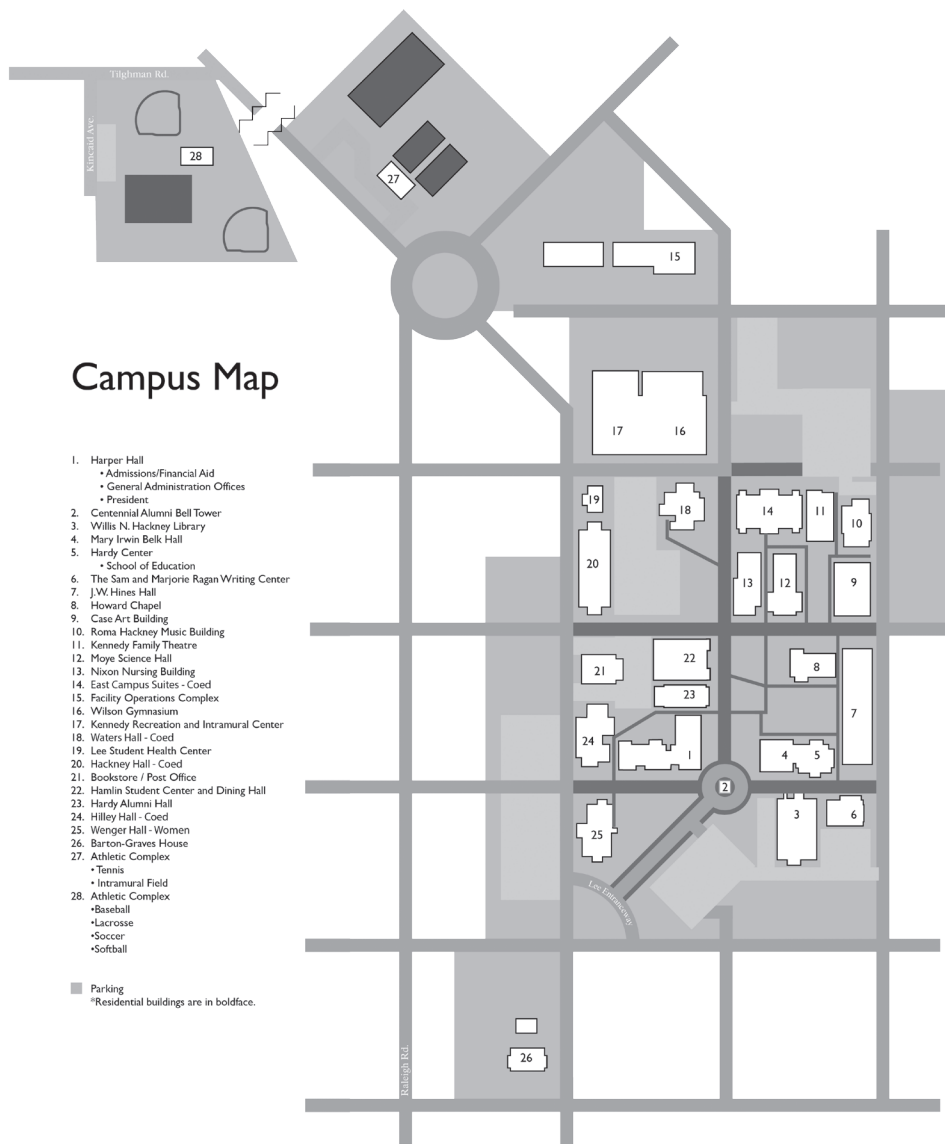 Tilghman Rd.
Kincaid Ave.
28
27
15
Campus Map
17
16
1. Harper Hall
• Admissions/Financial Aid
• General Administration Offices
• President
2. Centennial Alumni Bell Tower
3. Willis N. Hackney Library
4. Mary Irwin Belk Hall
5. Hardy Center
• School of Education
6. The Sam and Marjorie Ragan Writing Center
7. J.W. Hines Hall
8. Howard Chapel
9. Case Art Building
10. Roma Hackney Music Building
11. Kennedy Family Theatre
12. Moye Science Hall
13. Nixon Nursing Building
14. East Campus Suites - Coed
15. Facility Operations Complex
16. Wilson Gymnasium
17. Kennedy Recreation and Intramural Center
18. Waters Hall - Coed
19. Lee Student Health Center
20. Hackney Hall - Coed
21. Bookstore / Post Office
22. Hamlin Student Center and Dining Hall
23. Hardy Alumni Hall
24. Hilley Hall - Coed
25. Wenger Hall - Women
26. Barton-Graves House
27. Athletic Complex
• Tennis
• Intramural Field
28. Athletic Complex
•Baseball
•Lacrosse
•Soccer
•Softball
Parking
*Residential buildings are in boldface.
19
18
14
11
10
20
13
12
9
21
22
8
23
24
1
4
5
7
2
25
3
6
Lee Entranceway
26
Raleigh Rd.